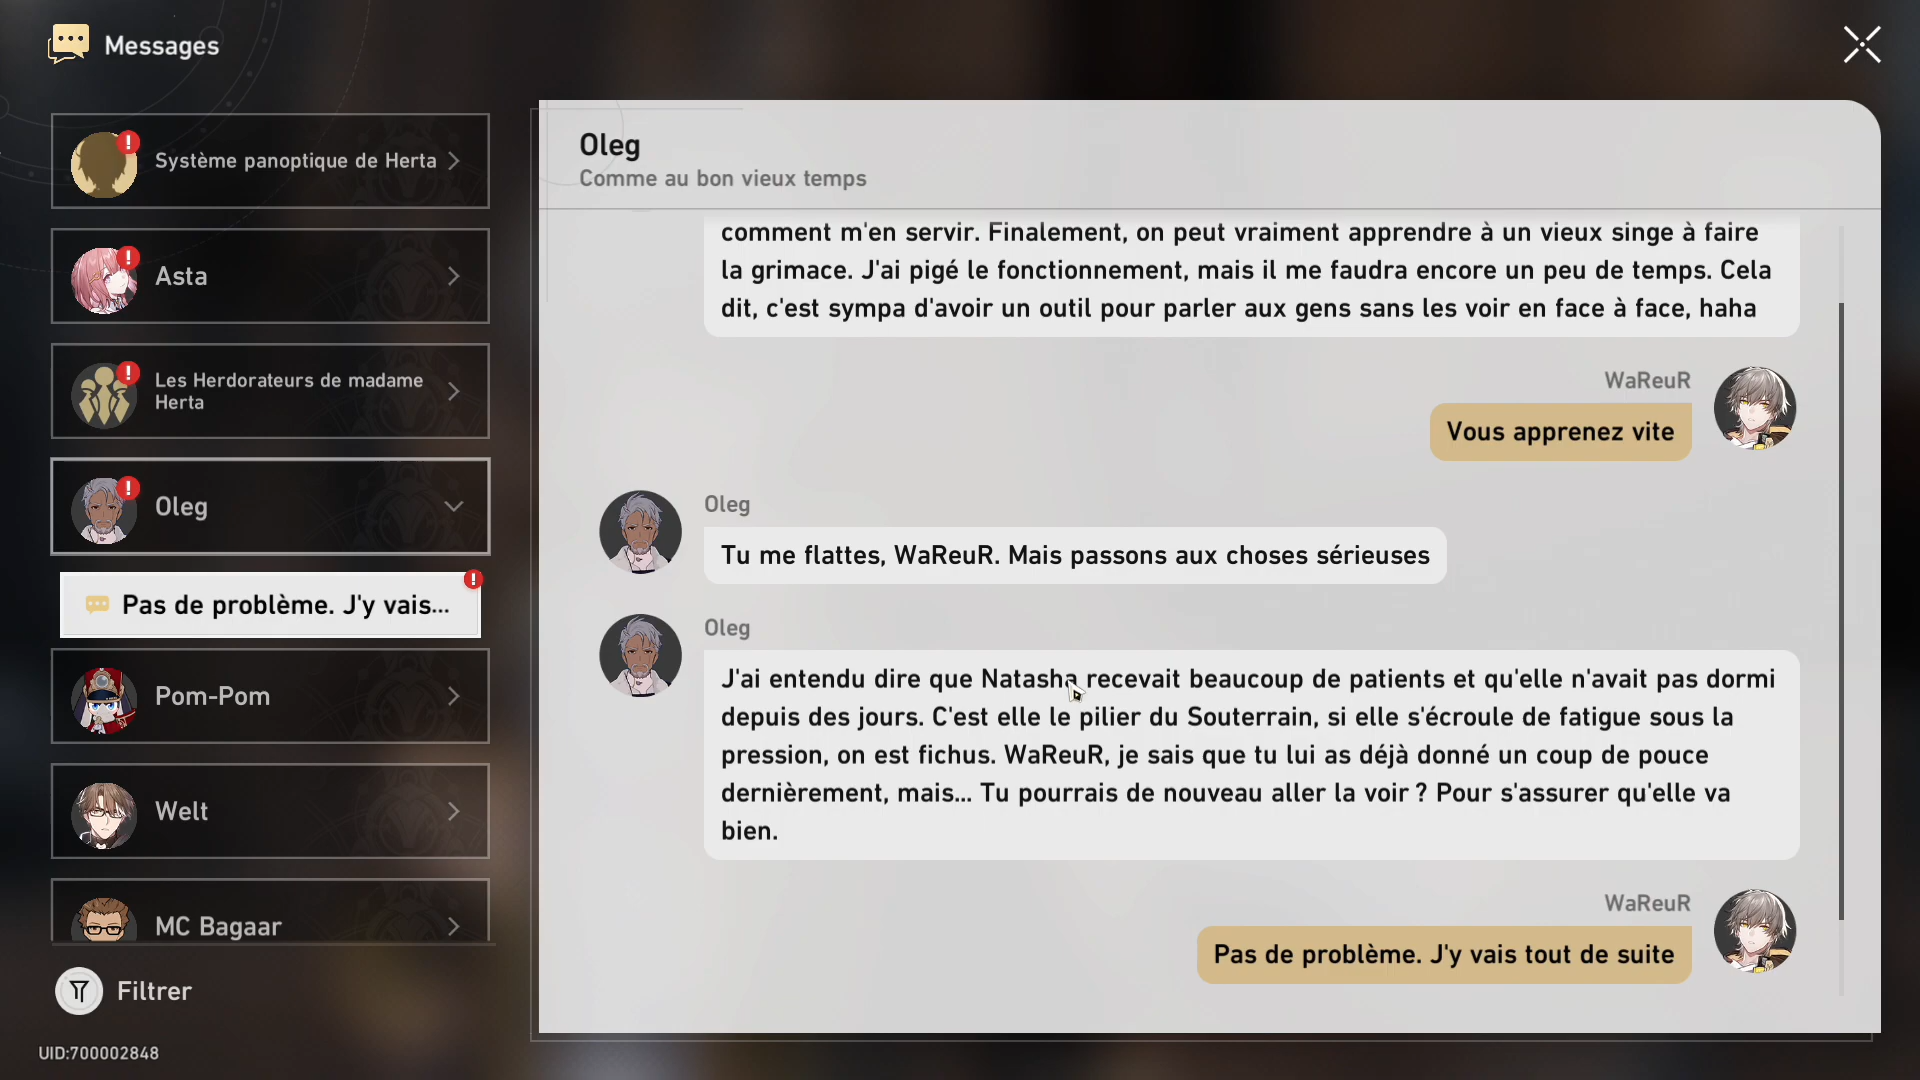 Messages
Système panoptique de Herta
Asta
Les Herdorateurs de madame
Herta
Oleg
Pas de problème. J'y vais...
Pom-Pom
Welt
MC Bagaar
Filtrer
UID:700002848
Oleg
Comme au bon vieux temps
comment m'en servir. Finalement, on peut vraiment apprendre à un vieux singe à faire
la grimace. J'ai pigé le fonctionnement, mais il me faudra encore un peu de temps. Cela
dit, c'est sympa d'avoir un outil pour parler aux gens sans les voir en face à face, haha
WaReuR
Vous apprenez vite
Oleg
Tu me flattes, WaReuR. Mais passons aux choses sérieuses
Oleg
J'ai entendu dire que Natasha recevait beaucoup de patients et qu'elle n'avait pas dormi
depuis des jours. C'est elle le pilier du Souterrain, si elle s'écroule de fatigue sous la
pression, on est fichus. WaReuR, je sais que tu lui as déjà donné un coup de pouce
dernièrement, mais... Tu pourrais de nouveau aller la voir ? Pour s'assurer qu'elle va
bien.
WaReuR
Pas de problème. J'y vais tout de suite